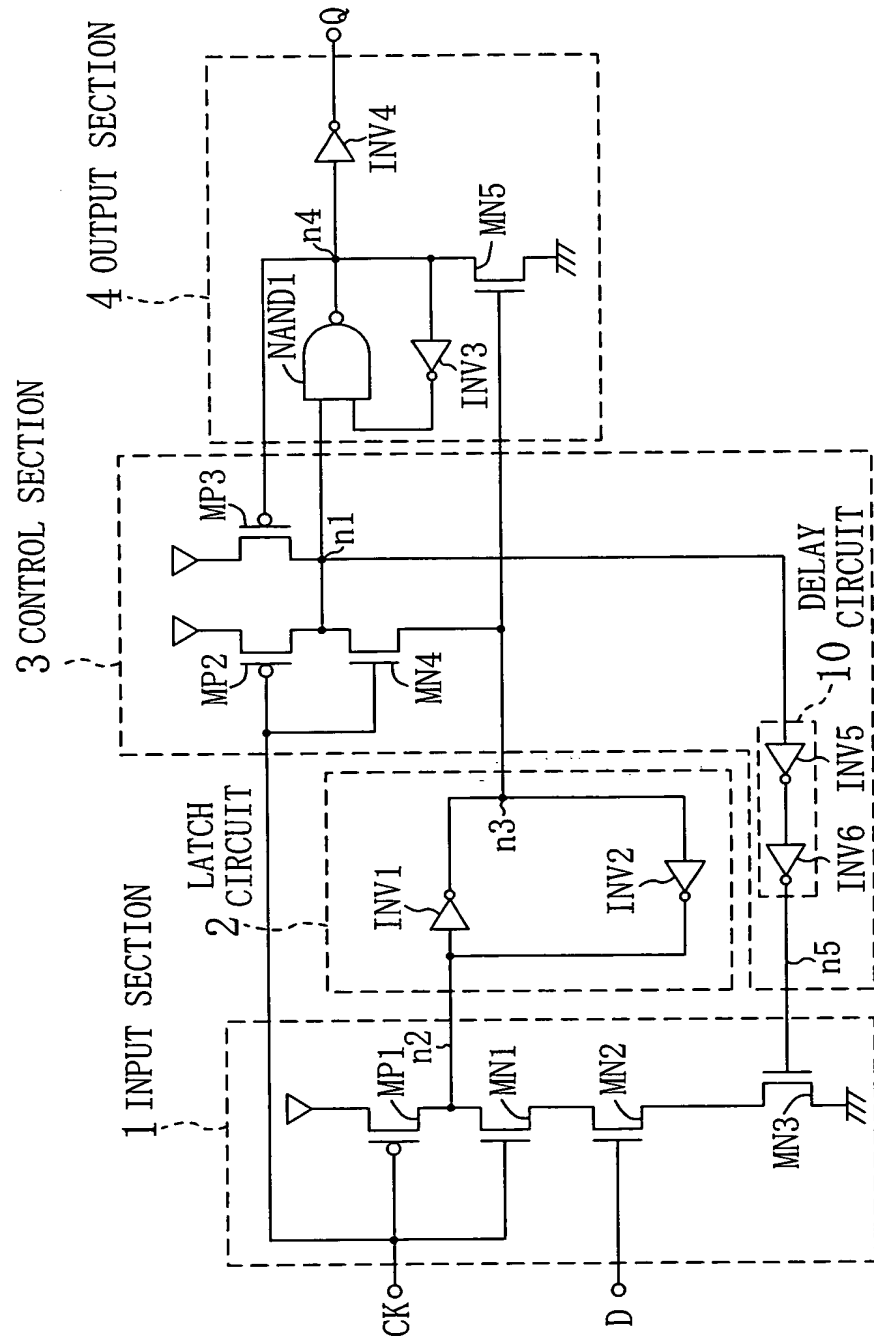 1 INPUT SECTION
LATCH
CIRCUIT
2
3 CONTROL SECTION
4 OUTPUT SECTION
CK
D
MP1
n2
MN1
MN2
MN3
INV1
n3
INV2
MP2
MN4
MP3
n1
DELAY
CIRCUIT
10
INV5
INV6
n5
NAND1
n4
INV3
INV4
MN5
Q